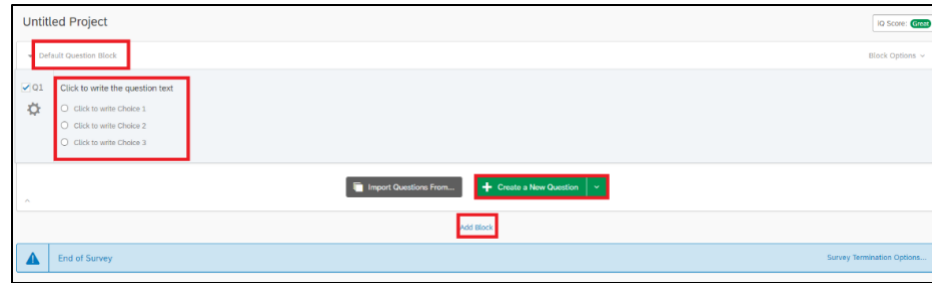 Untitled Project
iQ Score: Great
Default Question Block
Block Options
Q1
Click to write the question text
Click to write Choice 1
Click to write Choice 2
Click to write Choice 3
Import Questions From...
+ Create a New Question
Add Block
End of Survey
Survey Termination Options...